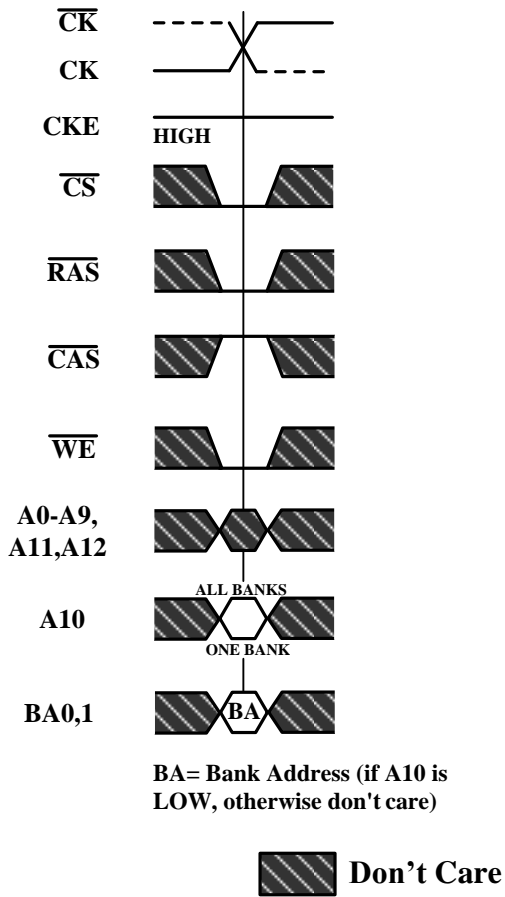 CK
CK
CKE
HIGH
CS
RAS
CAS
WE
A0-A9,
A11,A12
ALL BANKS
A10
ONE BANK
BA0,1
BA
BA= Bank Address (if A10 is
LOW, otherwise don't care)
Don't Care